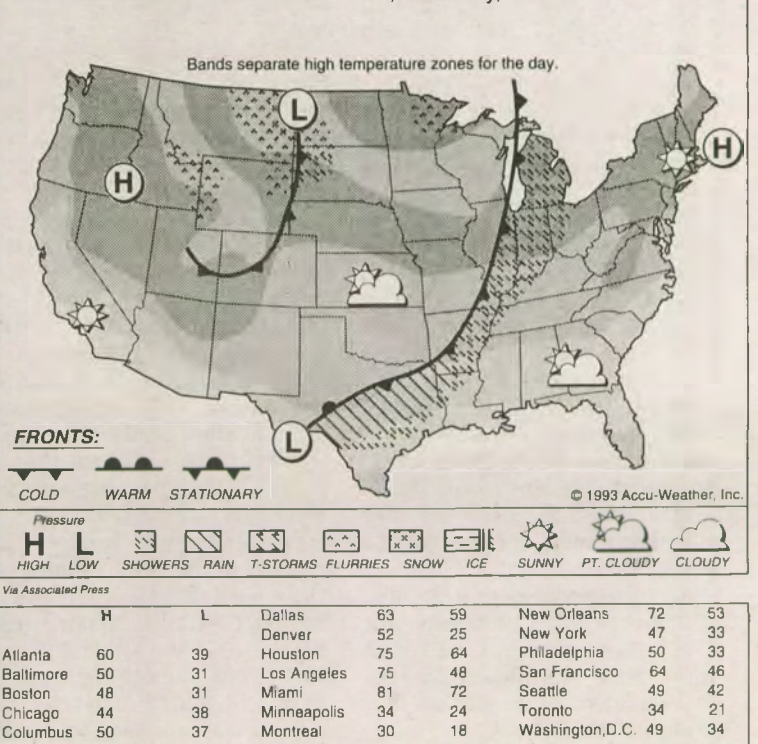 Bands separate high temperature zones for the day.
H
L
L
H
L
FRONTS:
COLD WARM STATIONARY
© 1993 Accu-Weather, Inc.
Pressure
H L
HIGH LOW SHOWERS RAIN T-STORMS FLURRIES SNOW ICE SUNNY PT. CLOUDY CLOUDY
Via Associated Press
H L
Atlanta 60 39
Baltimore 50 31
Boston 48 31
Chicago 44 38
Columbus 50 37
Dallas 63 59
Denver 52 25
Houston 75 64
Los Angeles 75 48
Miami 81 72
Minneapolis 34 24
Montreal 30 18
New Orleans 72 53
New York 47 33
Philadelphia 50 33
San Francisco 64 46
Seattle 49 42
Toronto 34 21
Washington,D.C. 49 34